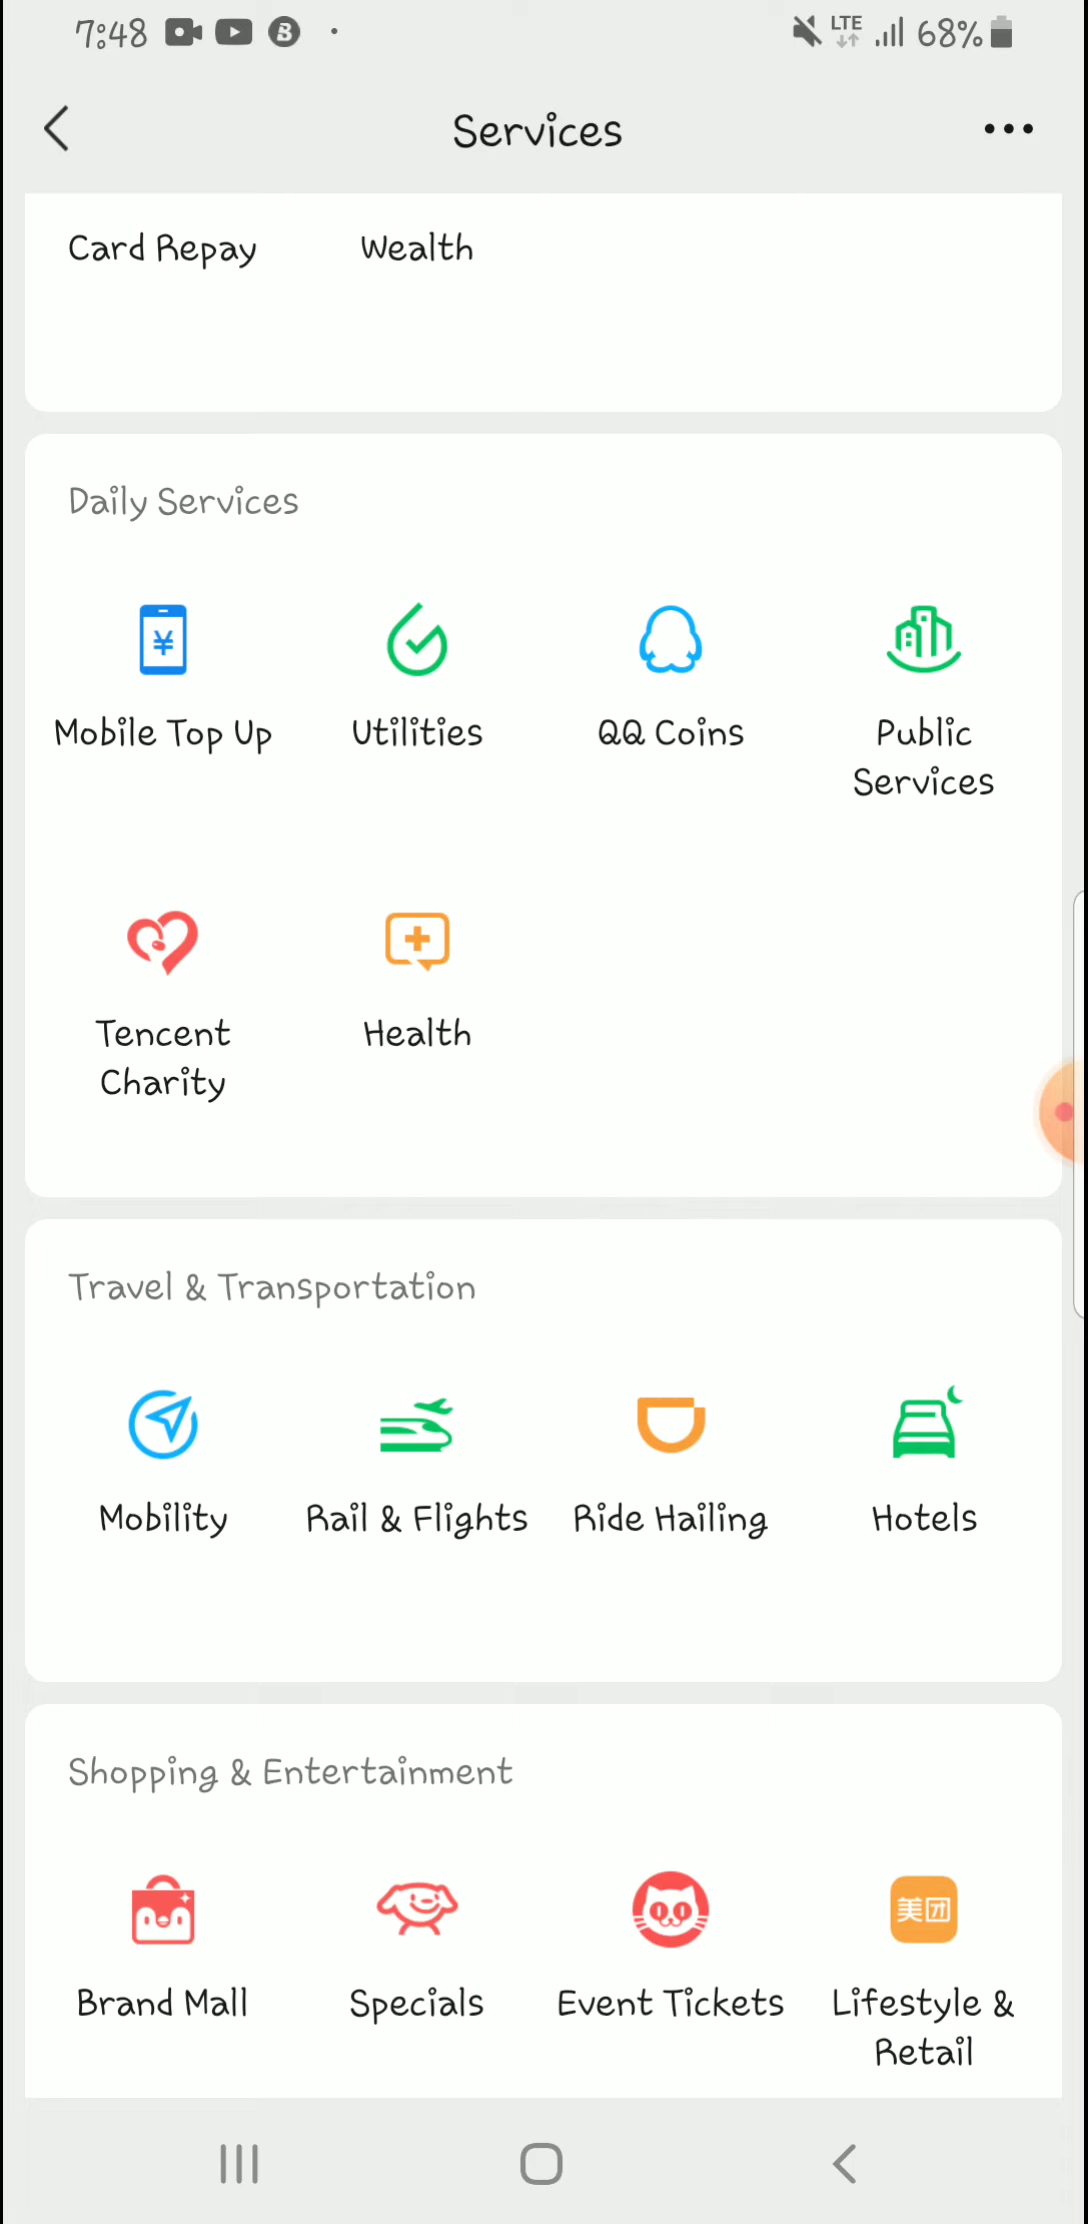 7:48 LTE 68%
Services
Card Repay Wealth
Daily Services
¥
Mobile Top Up Utilities QQ Coins Public
Services
Tencent Health
Charity
Travel & Transportation
Mobility Rail & Flights Ride Hailing Hotels
Shopping & Entertainment
美团
Brand Mall Specials Event Tickets Lifestyle &
Retail